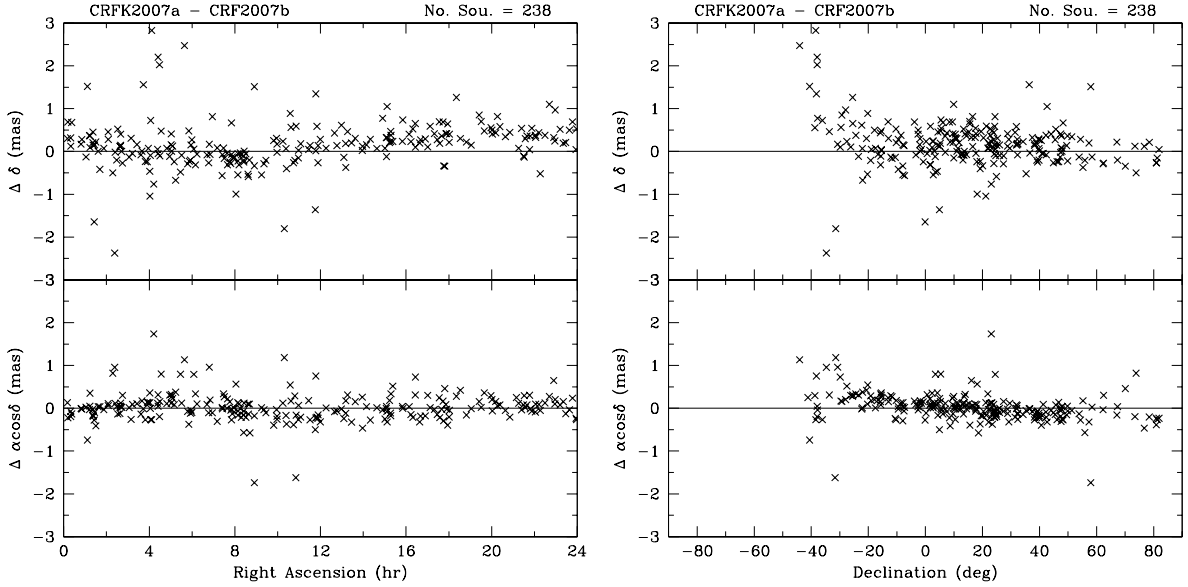 CRFK2007a − CRF2007b No. Sou. = 238
3
2
1
0
−1
−2
−3
Δ δ (mas)
2
1
0
−1
−2
−3
Δ αcosδ (mas)
0 4 8 12 16 20 24
Right Ascension (hr)
CRFK2007a − CRF2007b No. Sou. = 238
3
2
1
0
−1
−2
−3
Δ δ (mas)
2
1
0
−1
−2
−3
Δ αcosδ (mas)
−80 −60 −40 −20 0 20 40 60 80
Declination (deg)